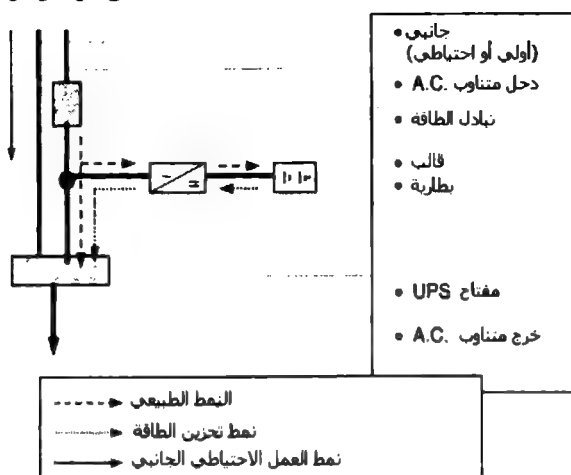 • جانبي
(أولي أو احتياطي)
• دحل متناوب A.C.
• تبادل الطاقة
• قالب
• بطارية
• مفتاح UPS
• خرج متناوب A.C.
النمط الطبيعي
نمط تخزين الطاقة
نمط العمل الاحتياطي الجانبي